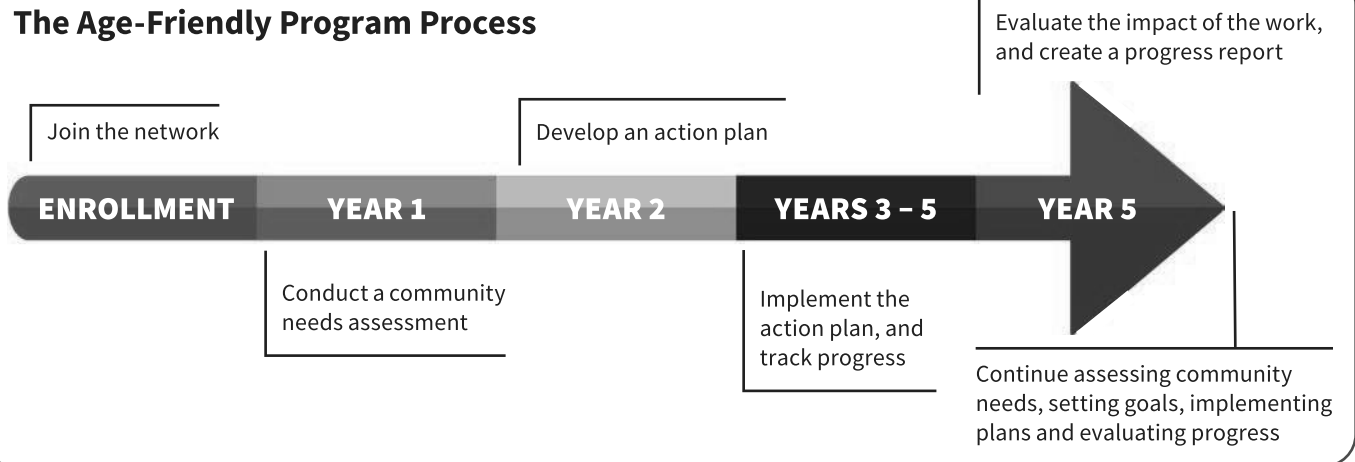 The Age-Friendly Program Process
Evaluate the impact of the work,
and create a progress report
Join the network
Develop an action plan
ENROLLMENT
YEAR 1
YEAR 2
YEARS 3 – 5
YEAR 5
Conduct a community
needs assessment
Implement the
action plan, and
track progress
Continue assessing community
needs, setting goals, implementing
plans and evaluating progress